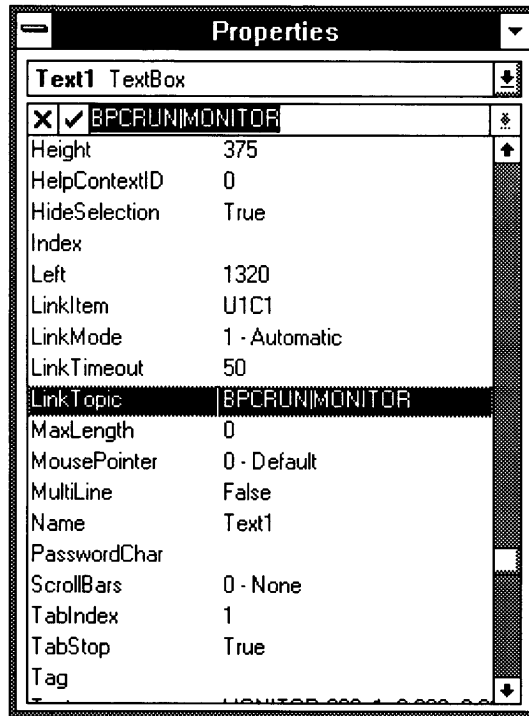 Properties
Text1 TextBox
BPCRUN|MONITOR
Height 375
HelpContextID 0
HideSelection True
Index
Left 1320
LinkItem U1C1
LinkMode 1 - Automatic
LinkTimeout 50
LinkTopic BPCRUN|MONITOR
MaxLength 0
MousePointer 0 - Default
MultiLine False
Name Text1
PasswordChar
ScrollBars 0 - None
TabIndex 1
TabStop True
Tag